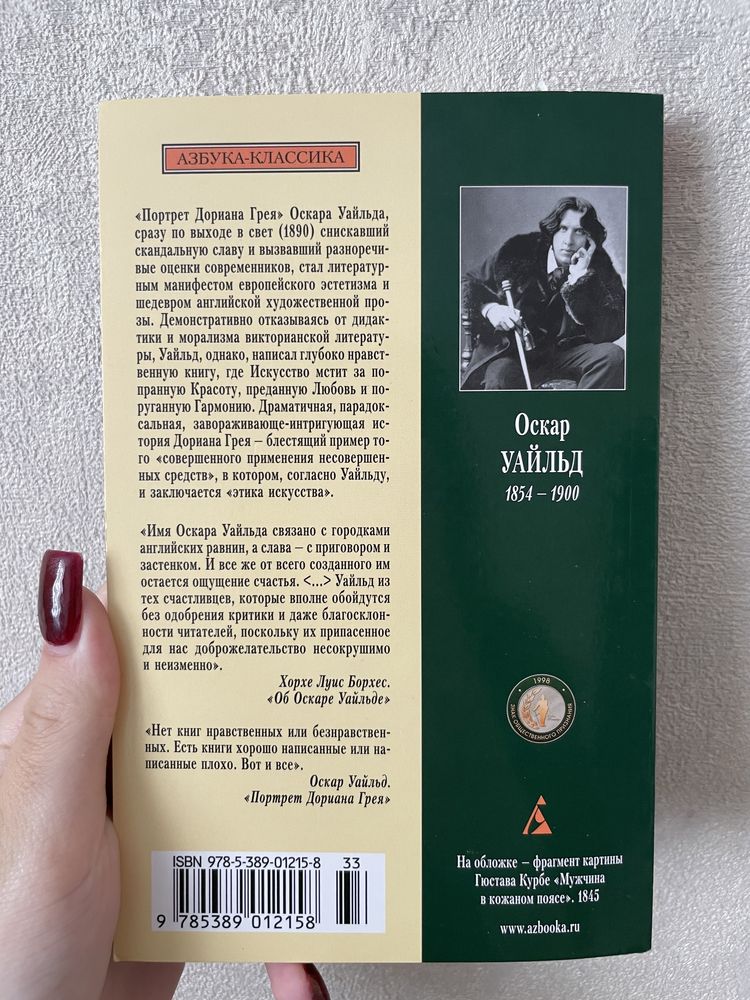 АЗБУКА-КЛАССИКА
«Портрет Дориана Грея» Оскара Уайльда,
сразу по выходе в свет (1890) снискавший
скандальную славу и вызвавший разноречи-
вые оценки современников, стал литератур-
ным манифестом европейского эстетизма и
шедевром английской художественной про-
зы. Демонстративно отказываясь от дидак-
тики и морализма викторианской литерату-
ры, Уайльд, однако, написал глубоко нравст-
венную книгу, где Искусство мстит за по-
пранную Красоту, преданную Любовь и по-
руганную Гармонию. Драматичная, парадок-
сальная, завораживающе-интригующая ис-
тория Дориана Грея – блестящий пример то-
го «совершенного применения несовершен-
ных средств», в котором, согласно Уайльду,
и заключается «этика искусства».
«Имя Оскара Уайльда связано с городками
английских равнин, а слава – с приговором и
застенком. И все же от всего созданного им
остается ощущение счастья. <...> Уайльд из
тех счастливцев, которые вполне обойдутся
без одобрения критики и даже благосклон-
ности читателей, поскольку их припасенное
для нас доброжелательство несокрушимо
и неизменно».
Хорхе Луис Борхес.
«Об Оскаре Уайльде»
«Нет книг нравственных или безнравствен-
ных. Есть книги хорошо написанные или на-
писанные плохо. Вот и все».
Оскар Уайльд.
«Портрет Дориана Грея»
ISBN 978-5-389-01215-8 33
9 785389 012158
Оскар
УАЙЛЬД
1854 – 1900
1998
ЗНАК ОБЩЕСТВЕННОГО ПРИЗНАНИЯ
На обложке – фрагмент картины
Гюстава Курбе «Мужчина
в кожаном поясе». 1845
www.azbooka.ru